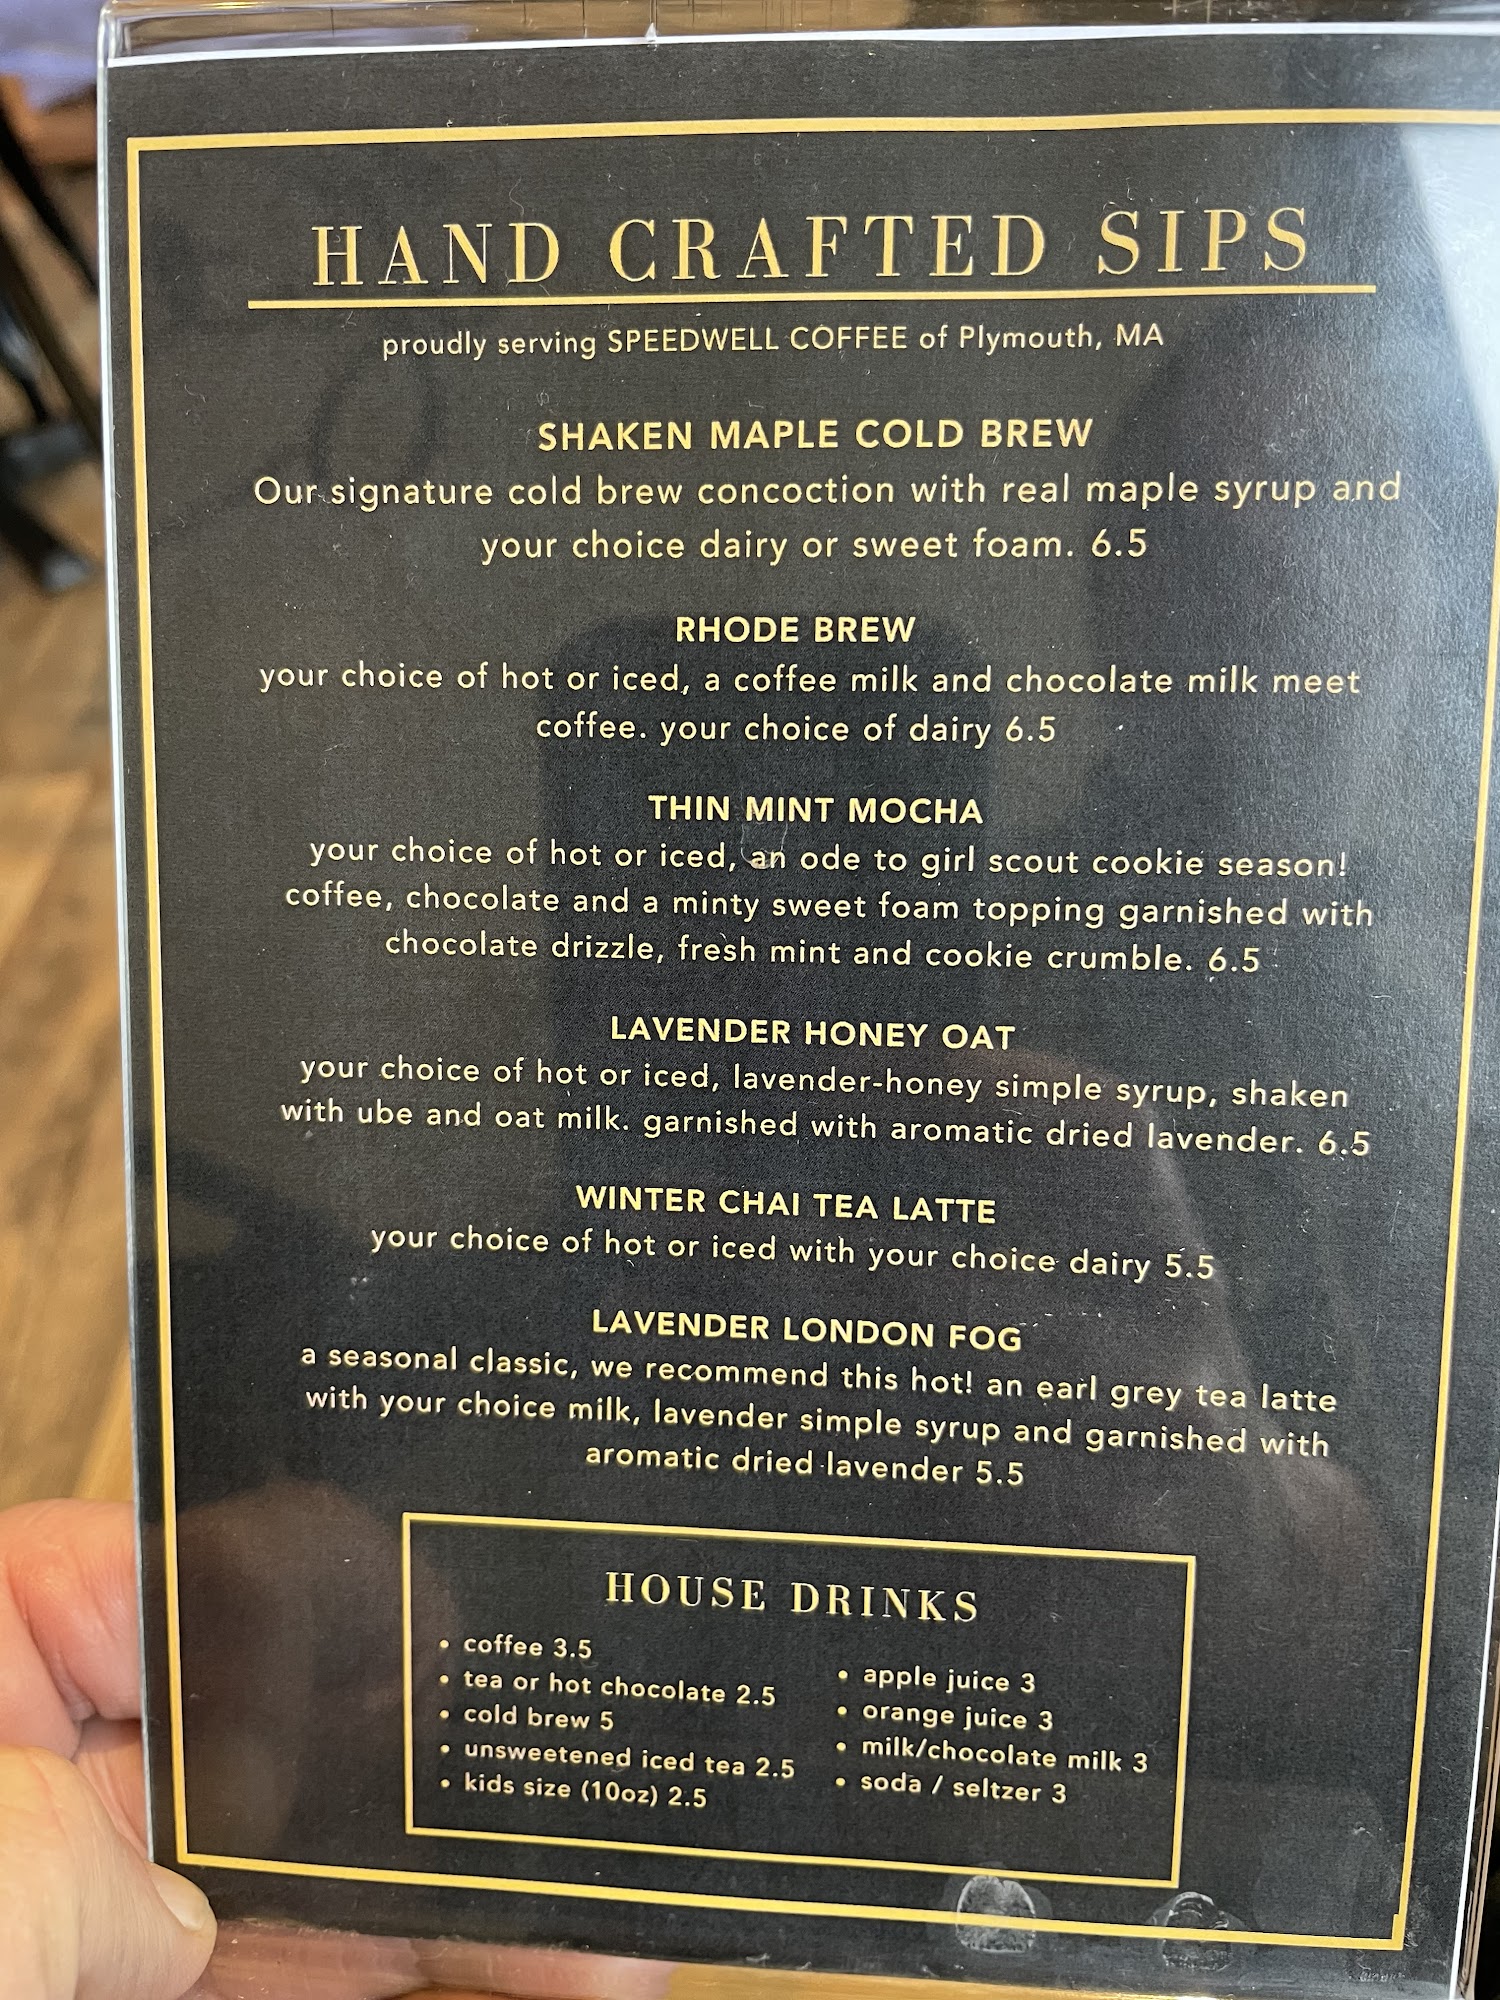 HAND CRAFTED SIPS
proudly serving SPEEDWELL COFFEE of Plymouth, MA
SHAKEN MAPLE COLD BREW
Our signature cold brew concoction with real maple syrup and
your choice dairy or sweet foam. 6.5
RHODE BREW
your choice of hot or iced, a coffee milk and chocolate milk meet
coffee. your choice of dairy 6.5
THIN MINT MOCHA
your choice of hot or iced, an ode to girl scout cookie season!
coffee, chocolate and a minty sweet foam topping garnished with
chocolate drizzle, fresh mint and cookie crumble. 6.5
LAVENDER HONEY OAT
your choice of hot or iced, lavender-honey simple syrup, shaken
with ube and oat milk. garnished with aromatic dried lavender. 6.5
WINTER CHAI TEA LATTE
your choice of hot or iced with your choice dairy 5.5
LAVENDER LONDON FOG
a seasonal classic, we recommend this hot! an earl grey tea latte
with your choice milk, lavender simple syrup and garnished with
aromatic dried lavender 5.5
HOUSE DRINKS
• coffee 3.5
• tea or hot chocolate 2.5
• cold brew 5
• unsweetened iced tea 2.5
• kids size (10oz) 2.5
• apple juice 3
• orange juice 3
• milk/chocolate milk 3
• soda / seltzer 3